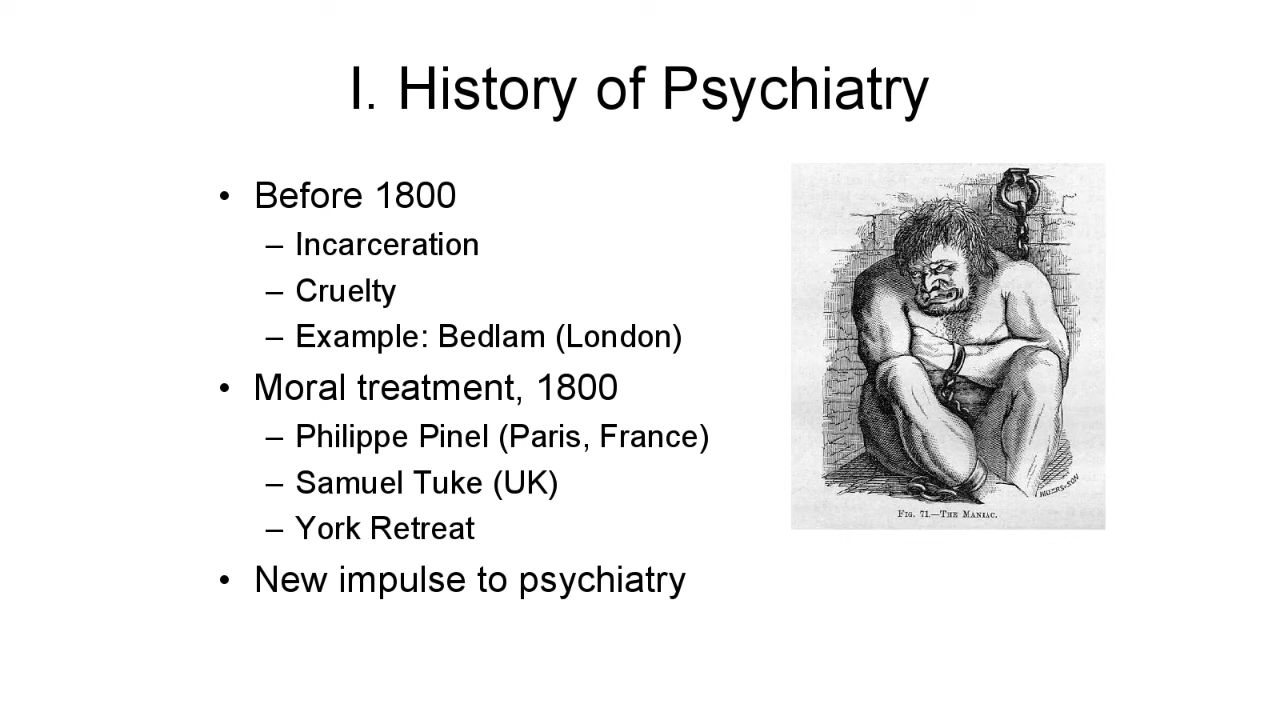 I. History of Psychiatry
• Before 1800
– Incarceration
– Cruelty
– Example: Bedlam (London)
• Moral treatment, 1800
– Philippe Pinel (Paris, France)
– Samuel Tuke (UK)
– York Retreat
• New impulse to psychiatry
FIG. 71.—THE MANIAC.